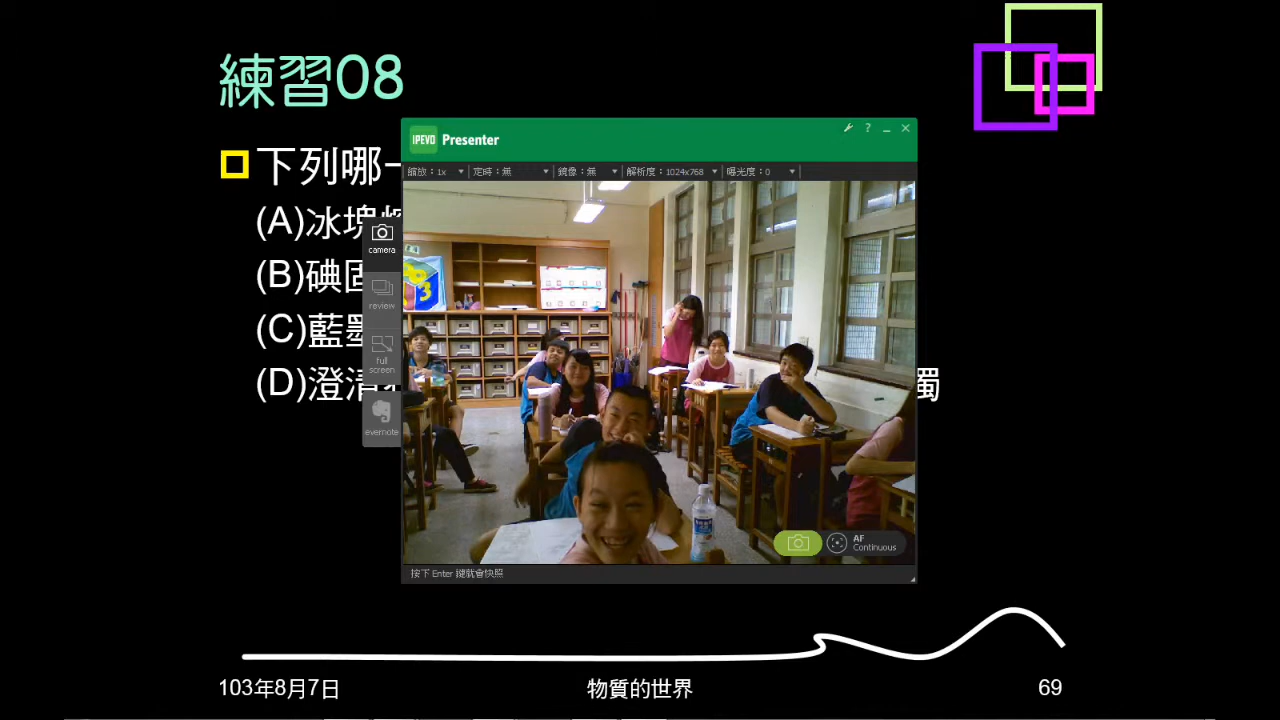 練習08
下列哪
(A)冰塊
(B)碘固
(C)藍墨
(D)澄清
濁
IPEVO Presenter
縮放：1x 定時：無 鏡像：無 解析度：1024x768 曝光度：0
camera
review
full
screen
evernote
AF
Continuous
按下 Enter 鍵就會快照
103年8月7日 物質的世界 69